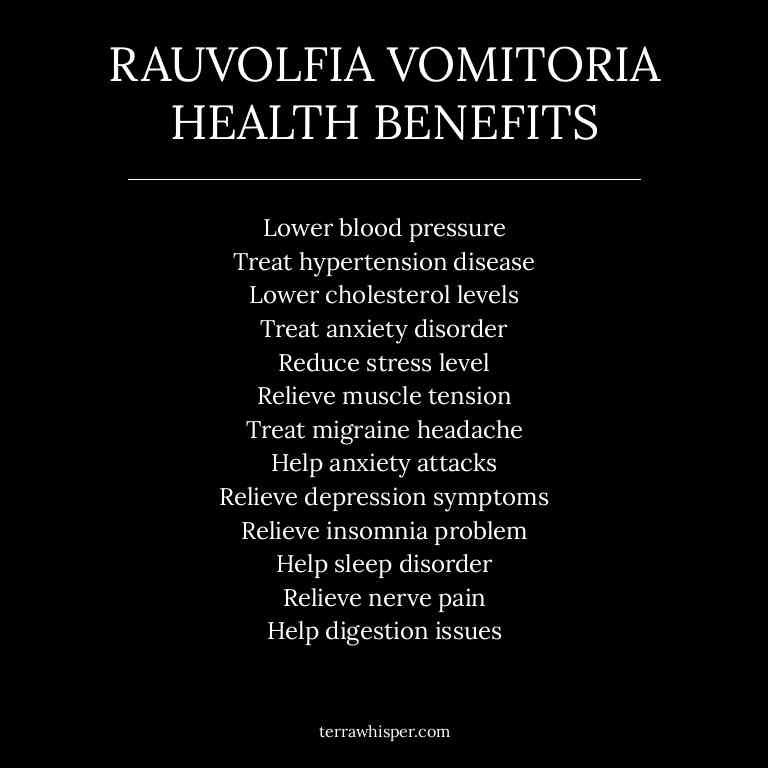 RAUVOLFIA VOMITORIA
HEALTH BENEFITS
Lower blood pressure
Treat hypertension disease
Lower cholesterol levels
Treat anxiety disorder
Reduce stress level
Relieve muscle tension
Treat migraine headache
Help anxiety attacks
Relieve depression symptoms
Relieve insomnia problem
Help sleep disorder
Relieve nerve pain
Help digestion issues
terrawhisper.com